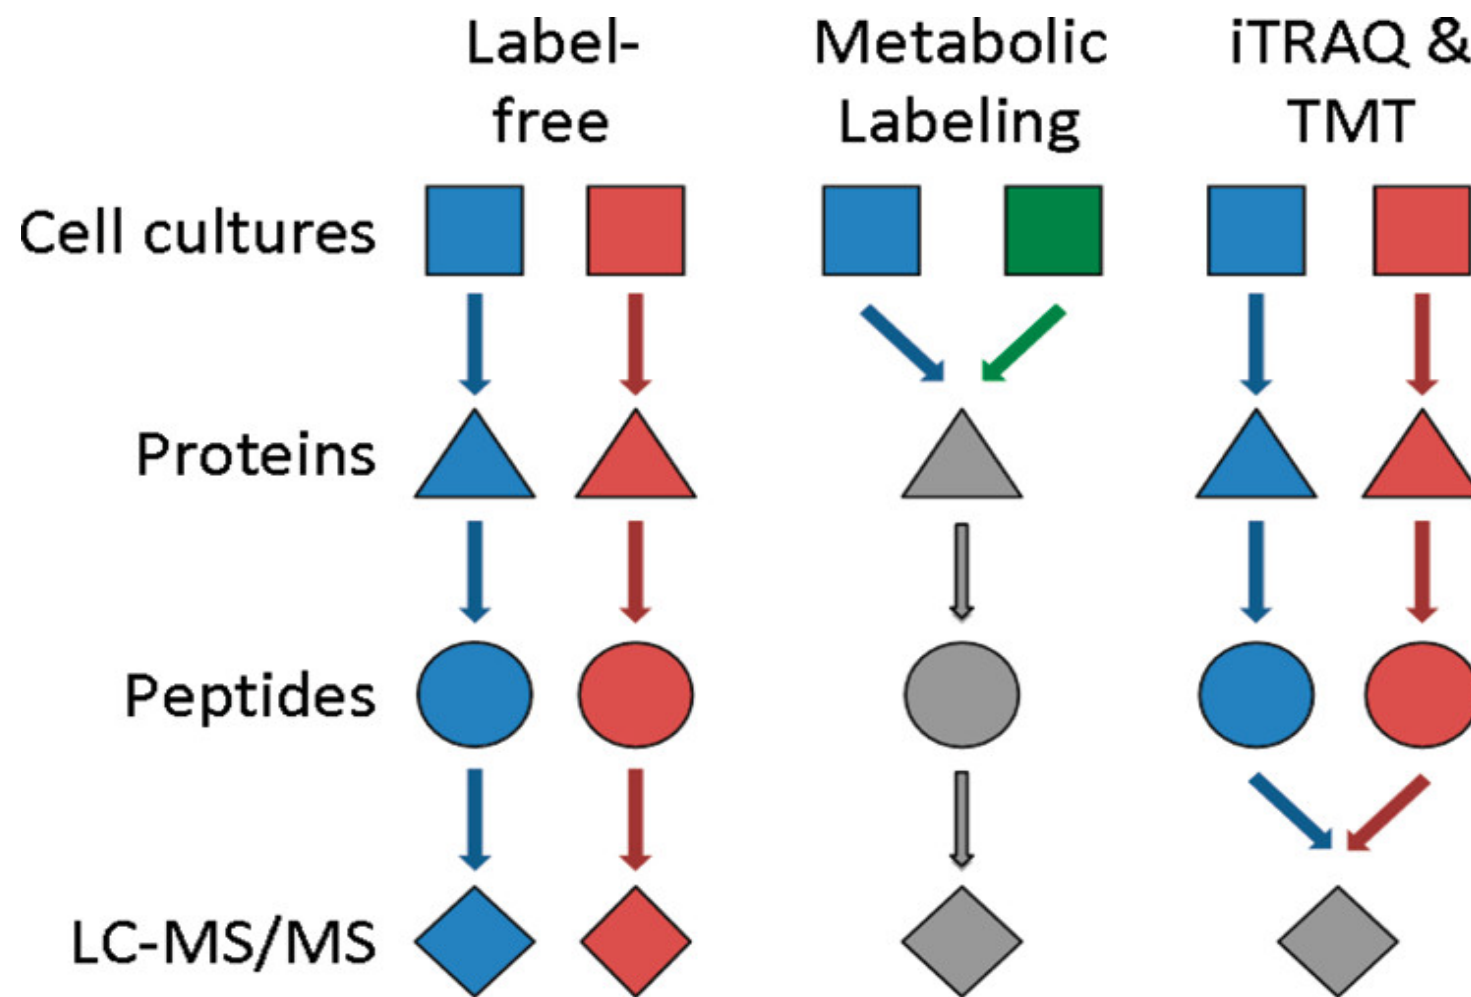 Label-
free
Metabolic
Labeling
iTRAQ &
TMT
Cell cultures
Proteins
Peptides
LC-MS/MS